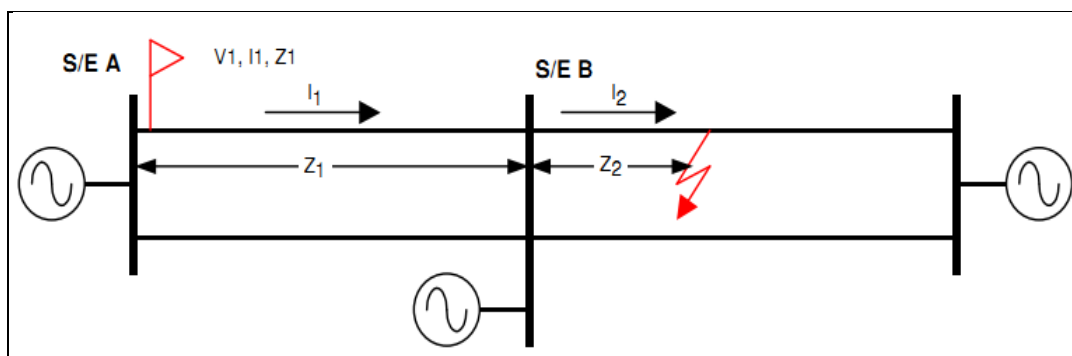 S/E A
V1, I1, Z1
S/E B
I1
I2
Z1
Z2